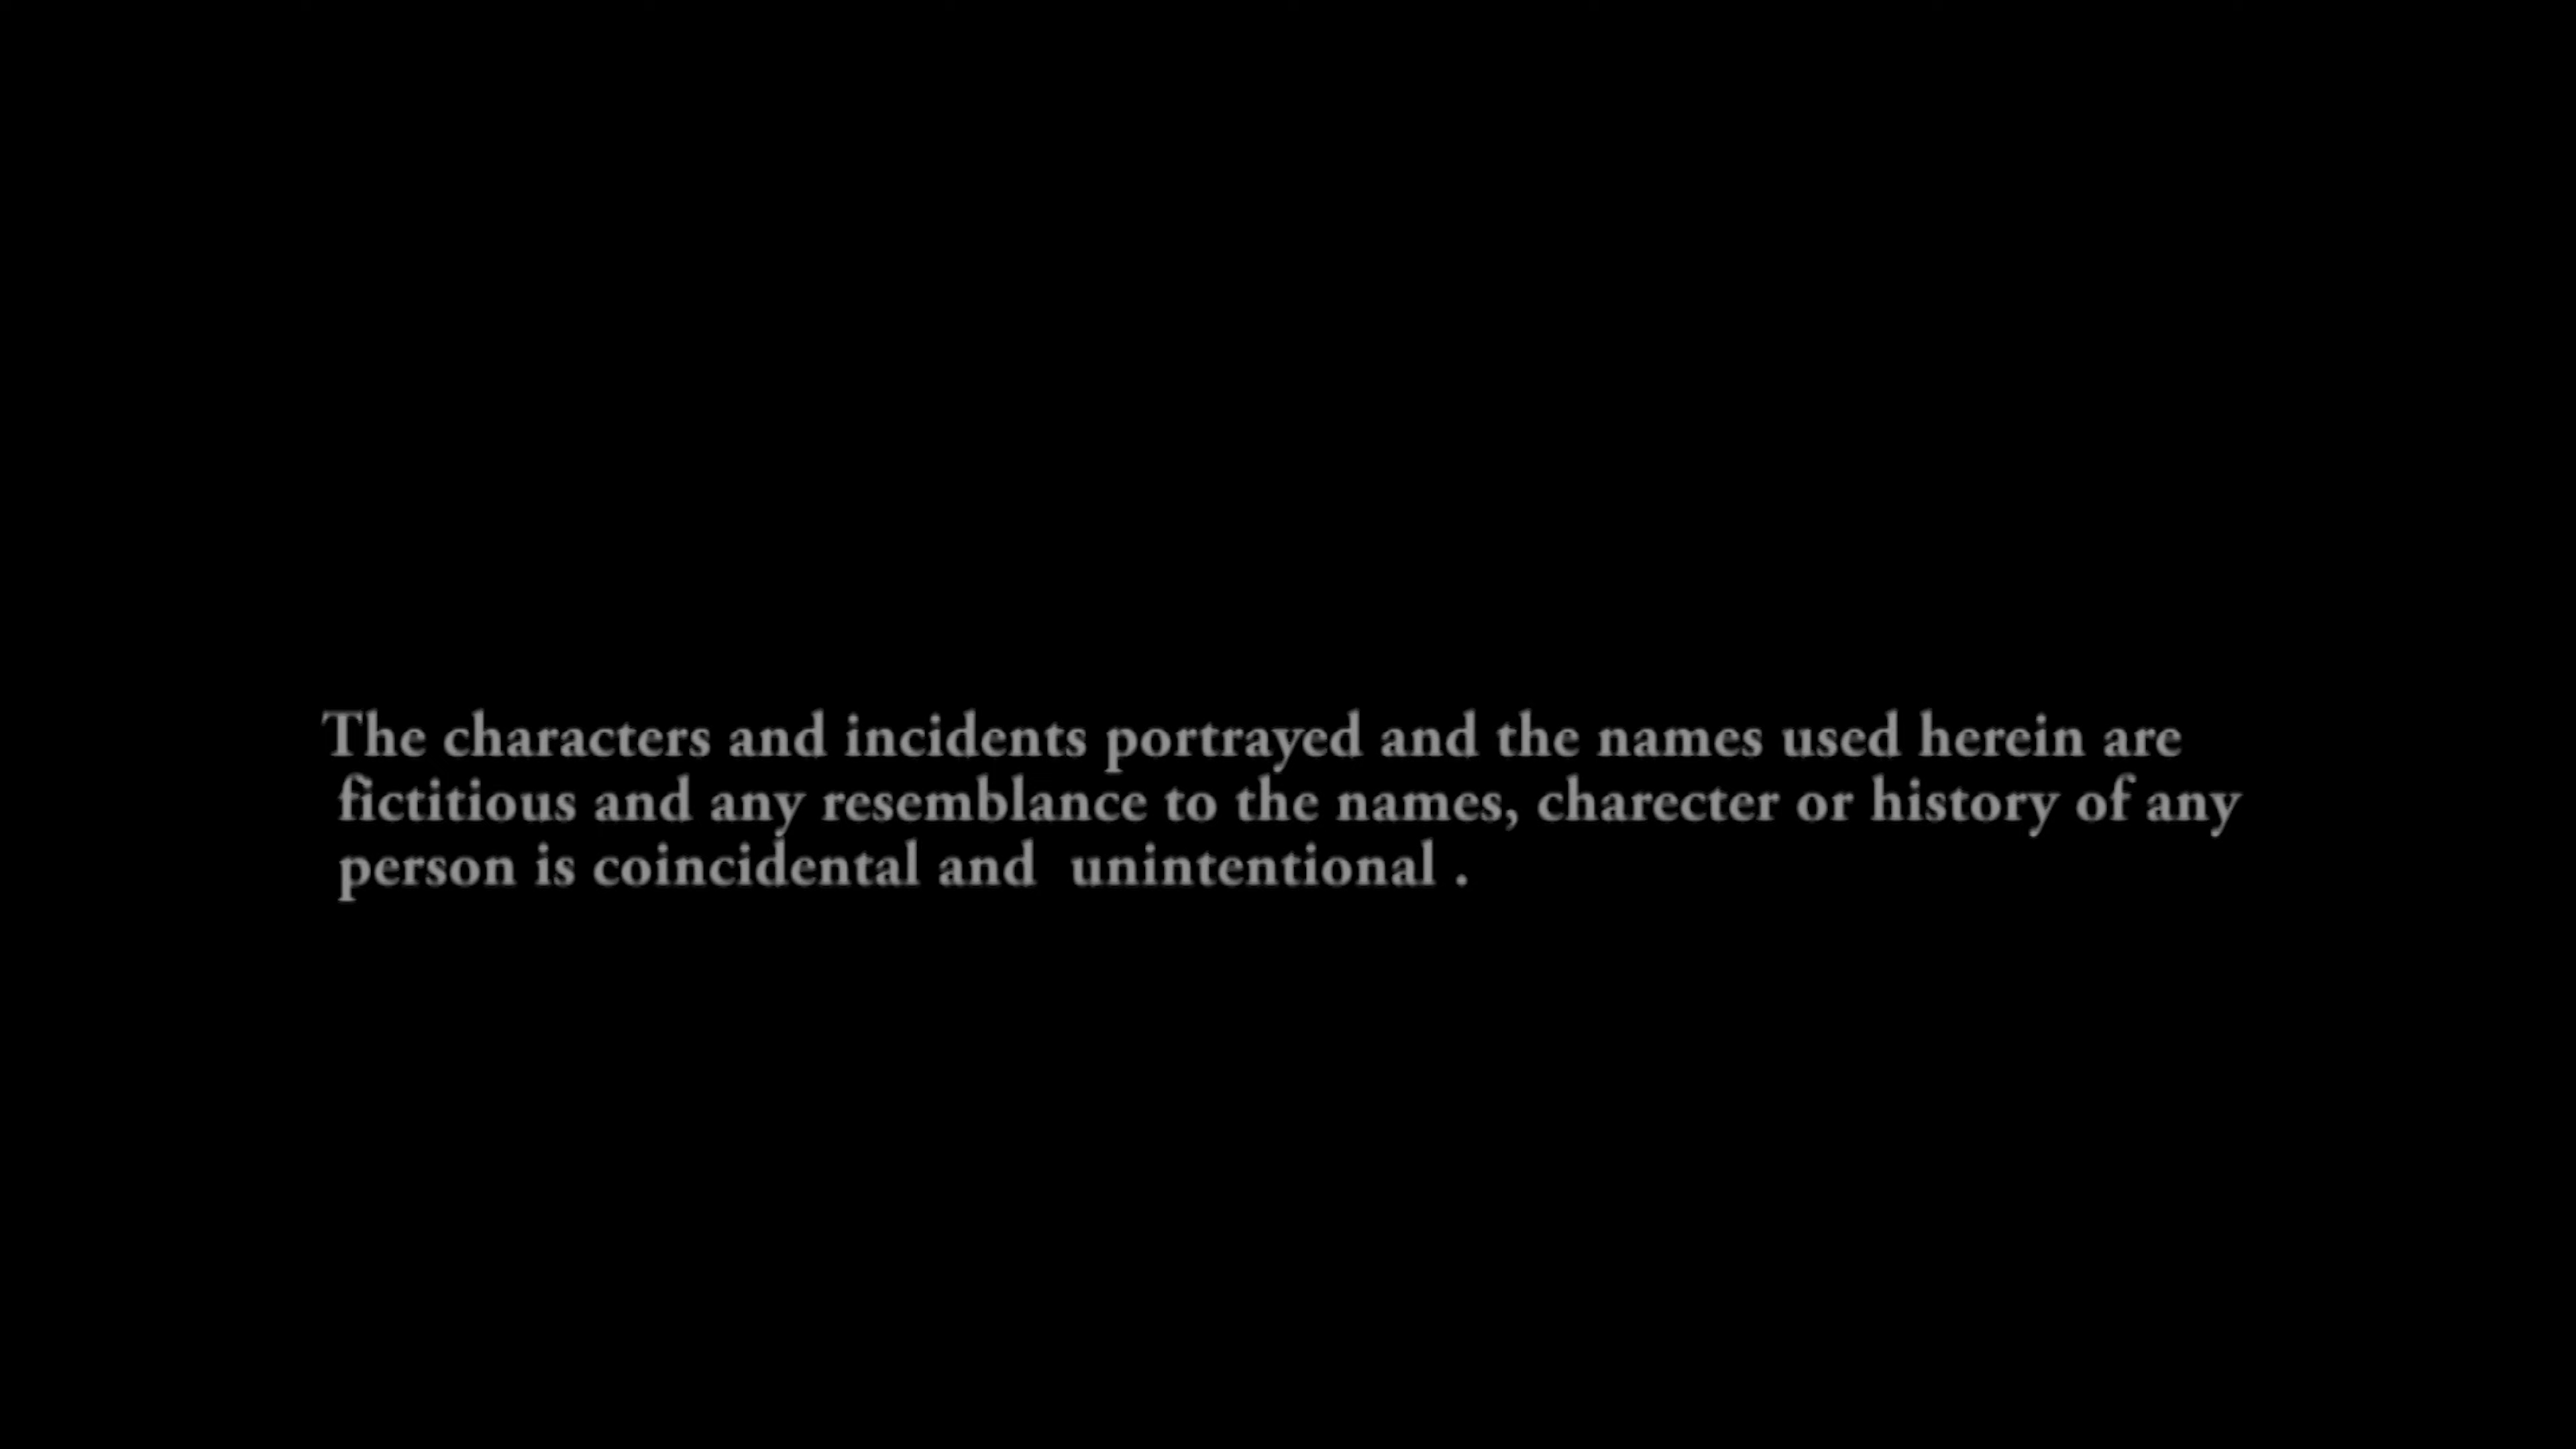 The characters and incidents portrayed and the names used herein are
fictitious and any resemblance to the names, charecter or history of any
person is coincidental and  unintentional .